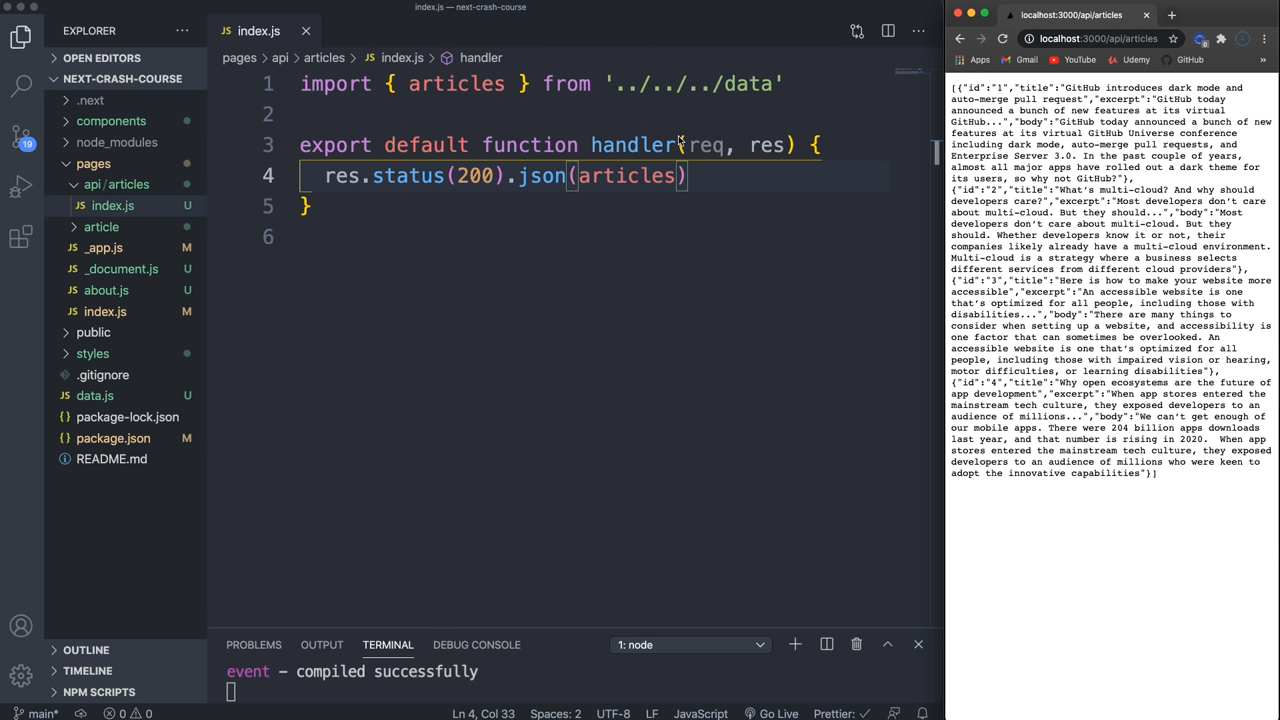 index.js — next-crash-course
EXPLORER
OPEN EDITORS
NEXT-CRASH-COURSE
.next
components
node_modules
pages
api/articles
JS index.js U
article
JS _app.js M
JS _document.js U
JS about.js U
JS index.js M
public
styles
.gitignore
JS data.js U
package-lock.json
package.json M
README.md
OUTLINE
TIMELINE
NPM SCRIPTS
19
JS index.js
pages > api > articles > JS index.js > handler
1 import { articles } from '../../../data'
2
3 export default function handler(req, res) {
4 res.status(200).json(articles)
5 }
6
PROBLEMS OUTPUT TERMINAL DEBUG CONSOLE 1: node
event - compiled successfully
main* 0 0 Ln 4, Col 33 Spaces: 2 UTF-8 LF JavaScript Go Live Prettier: ✓
localhost:3000/api/articles
localhost:3000/api/articles
Apps Gmail YouTube Udemy GitHub »
[{"id":"1","title":"GitHub introduces dark mode and
auto-merge pull request","excerpt":"GitHub today
announced a bunch of new features at its virtual
GitHub...","body":"GitHub today announced a bunch of new
features at its virtual GitHub Universe conference
including dark mode, auto-merge pull requests, and
Enterprise Server 3.0. In the past couple of years,
almost all major apps have rolled out a dark theme for
its users, so why not GitHub?"},
{"id":"2","title":"What's multi-cloud? And why should
developers care?","excerpt":"Most developers don't care
about multi-cloud. But they should...","body":"Most
developers don't care about multi-cloud. But they
should. Whether developers know it or not, their
companies likely already have a multi-cloud environment.
Multi-cloud is a strategy where a business selects
different services from different cloud providers"},
{"id":"3","title":"Here is how to make your website more
accessible","excerpt":"An accessible website is one
that's optimized for all people, including those with
disabilities...","body":"There are many things to
consider when setting up a website, and accessibility is
one factor that can sometimes be overlooked. An
accessible website is one that's optimized for all
people, including those with impaired vision or hearing,
motor difficulties, or learning disabilities"},
{"id":"4","title":"Why open ecosystems are the future of
app development","excerpt":"When app stores entered the
mainstream tech culture, they exposed developers to an
audience of millions...","body":"We can't get enough of
our mobile apps. There were 204 billion apps downloads
last year, and that number is rising in 2020.  When app
stores entered the mainstream tech culture, they exposed
developers to an audience of millions who were keen to
adopt the innovative capabilities"}]